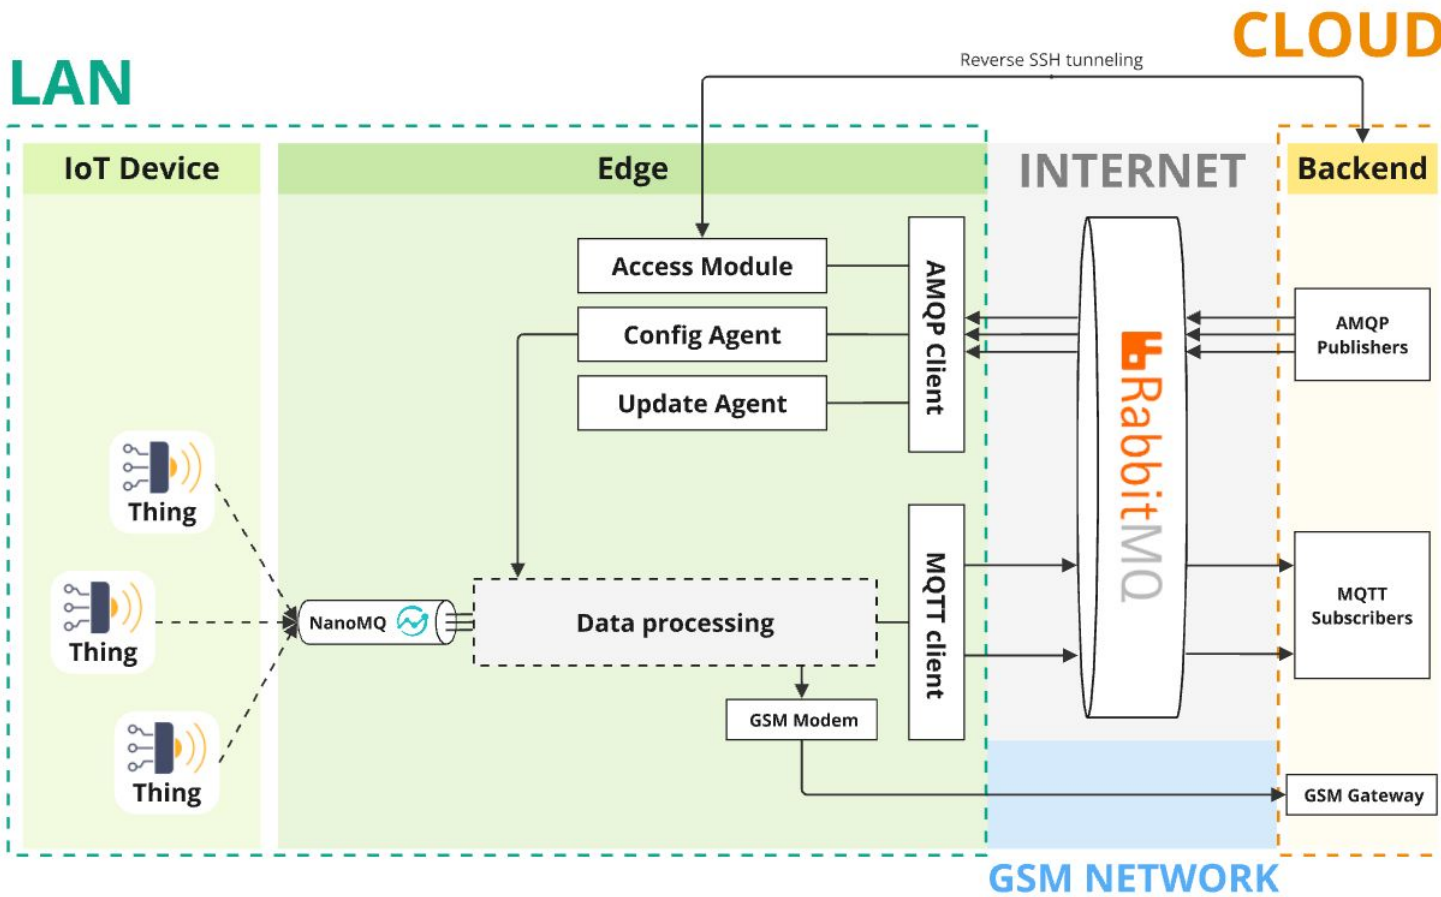 CLOUD
Reverse SSH tunneling
LAN
IoT Device
Edge
INTERNET
Backend
Access Module
Config Agent
Update Agent
AMQP Client
RabbitMQ
AMQP
Publishers
Thing
Thing
Thing
NanoMQ
Data processing
MQTT client
MQTT
Subscribers
GSM Modem
GSM Gateway
GSM NETWORK